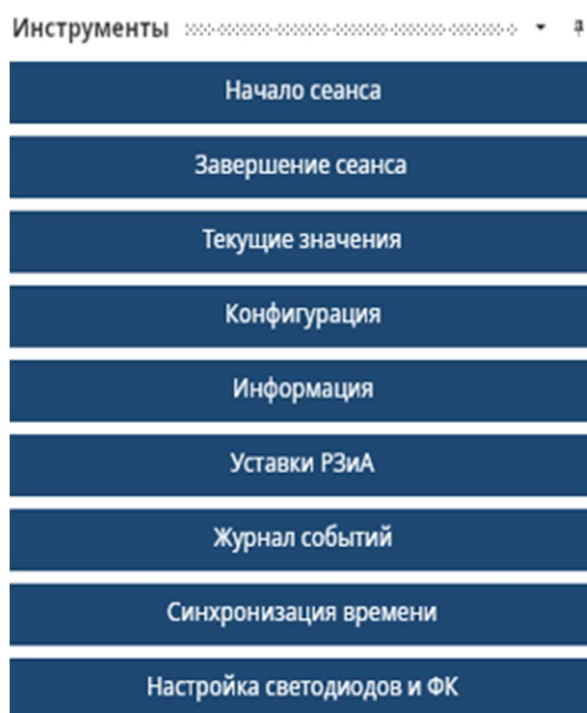 Инструменты
Начало сеанса
Завершение сеанса
Текущие значения
Конфигурация
Информация
Уставки РЗиА
Журнал событий
Синхронизация времени
Настройка светодиодов и ФК